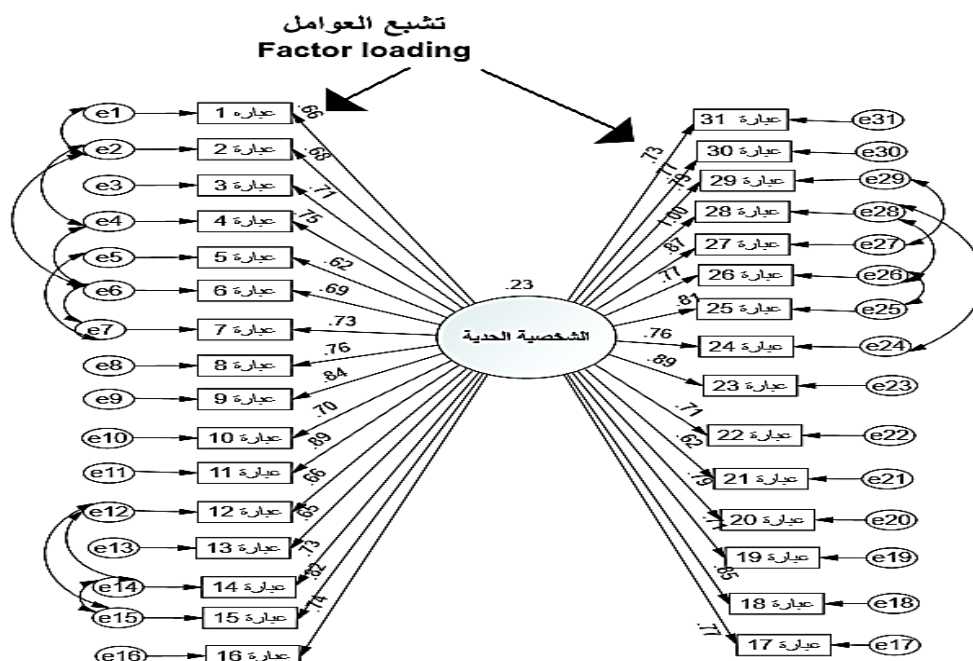 تشبع العوامل
Factor loading
e1 عبارة 1 .66
e2 عبارة 2 .68
e3 عبارة 3 .71
e4 عبارة 4 .75
e5 عبارة 5 .62
e6 عبارة 6 .69
e7 عبارة 7 .73
e8 عبارة 8 .76
e9 عبارة 9 .84
e10 عبارة 10 .70
e11 عبارة 11 .89
e12 عبارة 12 .66
e13 عبارة 13 .65
e14 عبارة 14 .73
e15 عبارة 15 .82
e16 عبارة 16 .74
.23
الشخصية الحدية
.73 عبارة 31 e31
عبارة 30 e30
عبارة 29 e29
1.00 عبارة 28 e28
.87 عبارة 27 e27
.77 عبارة 26 e26
.81 عبارة 25 e25
.76 عبارة 24 e24
.89 عبارة 23 e23
.71 عبارة 22 e22
.62 عبارة 21 e21
.79 عبارة 20 e20
عبارة 19 e19
.85 عبارة 18 e18
.77 عبارة 17 e17